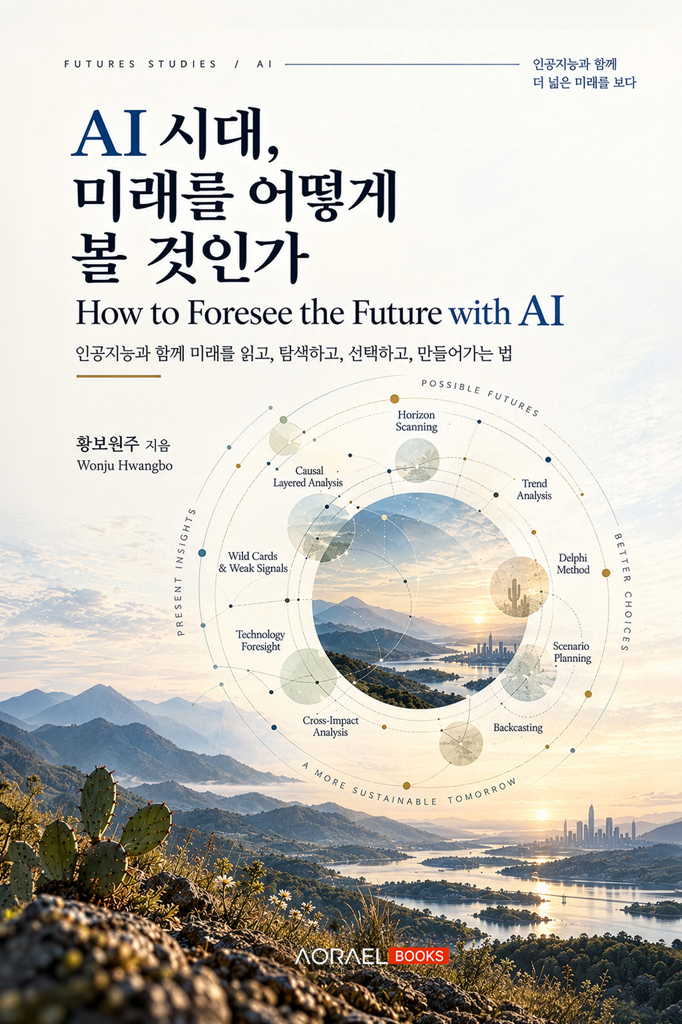 FUTURES STUDIES / AI
인공지능과 함께
더 넓은 미래를 보다
AI 시대,
미래를 어떻게
볼 것인가
How to Foresee the Future with AI
인공지능과 함께 미래를 읽고, 탐색하고, 선택하고, 만들어가는 법
황보원주 지음
Wonju Hwangbo
POSSIBLE FUTURES
Horizon
Scanning
Causal
Layered Analysis
Trend
Analysis
PRESENT INSIGHTS
BETTER CHOICES
Wild Cards
& Weak Signals
Delphi
Method
Technology
Foresight
Scenario
Planning
Cross-Impact
Analysis
Backcasting
A MORE SUSTAINABLE TOMORROW
AORAEL BOOKS